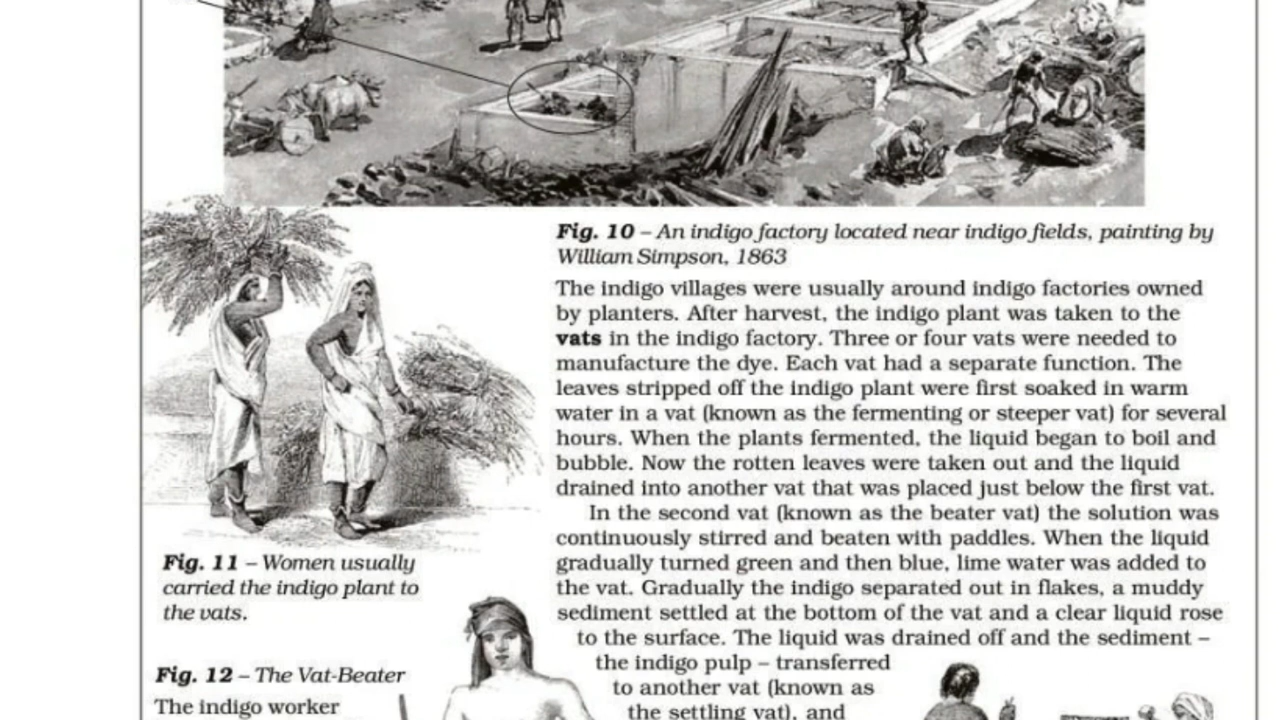 Fig. 10 – An indigo factory located near indigo fields, painting by
William Simpson, 1863
The indigo villages were usually around indigo factories owned
by planters. After harvest, the indigo plant was taken to the
vats in the indigo factory. Three or four vats were needed to
manufacture the dye. Each vat had a separate function. The
leaves stripped off the indigo plant were first soaked in warm
water in a vat (known as the fermenting or steeper vat) for several
hours. When the plants fermented, the liquid began to boil and
bubble. Now the rotten leaves were taken out and the liquid
drained into another vat that was placed just below the first vat.
In the second vat (known as the beater vat) the solution was
continuously stirred and beaten with paddles. When the liquid
gradually turned green and then blue, lime water was added to
the vat. Gradually the indigo separated out in flakes, a muddy
sediment settled at the bottom of the vat and a clear liquid rose
to the surface. The liquid was drained off and the sediment –
the indigo pulp – transferred
to another vat (known as
the settling vat), and
Fig. 11 – Women usually
carried the indigo plant to
the vats.
Fig. 12 – The Vat-Beater
The indigo worker